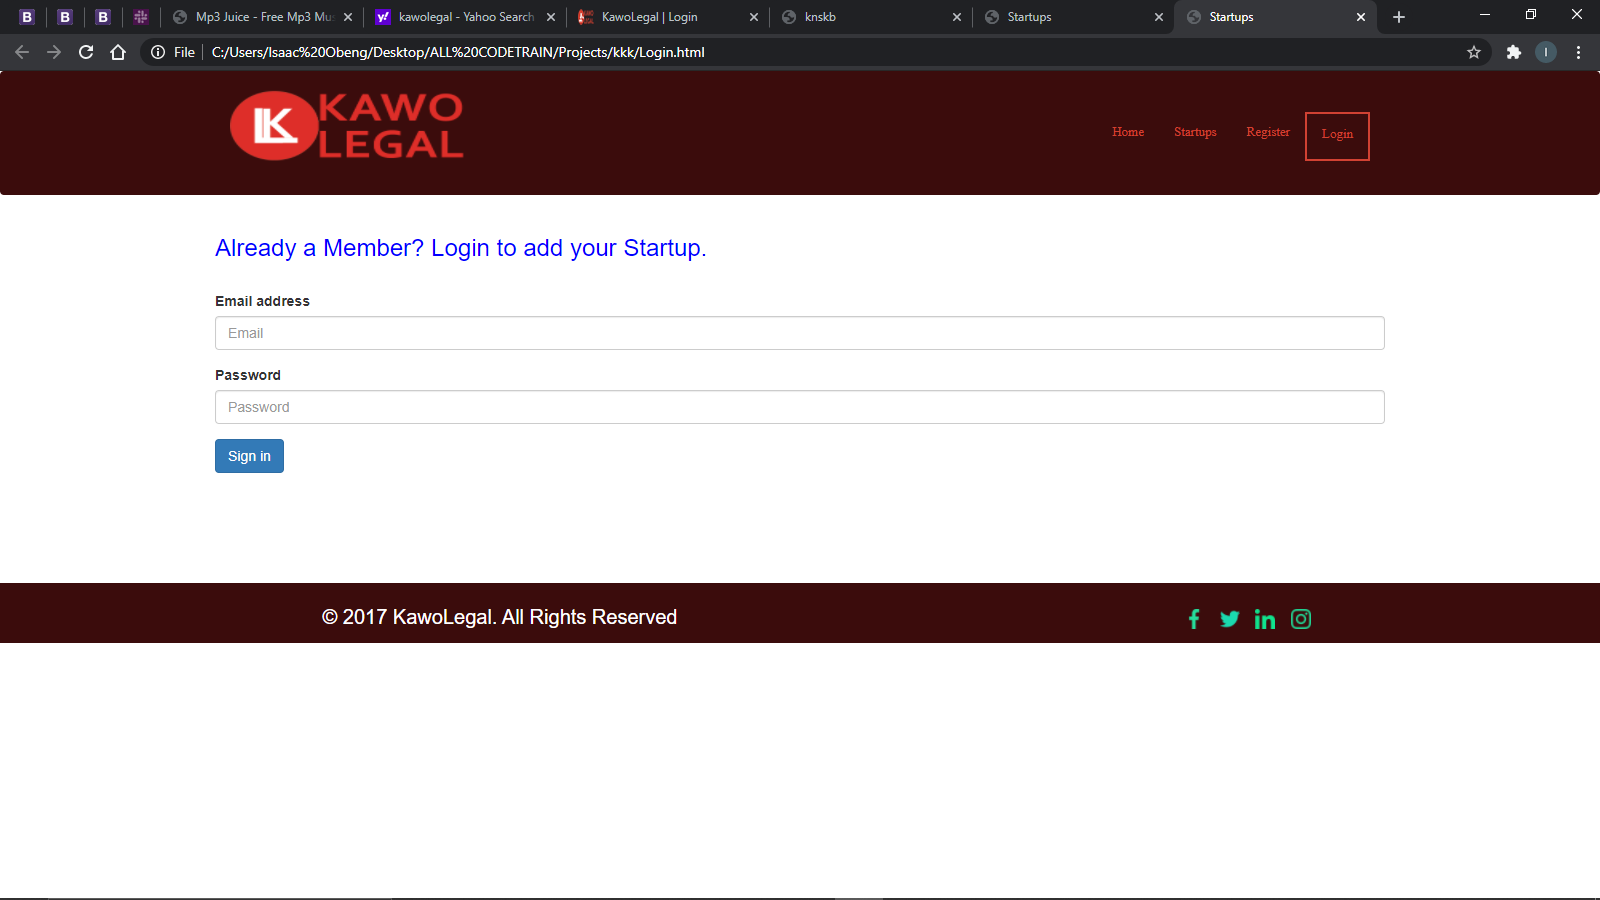 B B B Mp3 Juice - Free Mp3 Mus kawolegal - Yahoo Search KawoLegal | Login knskb Startups Startups
File C:/Users/Isaac%20Obeng/Desktop/ALL%20CODETRAIN/Projects/kkk/Login.html I
KAWO
LEGAL
Home Startups Register Login
Already a Member? Login to add your Startup.
Email address
Email
Password
Password
Sign in
© 2017 KawoLegal. All Rights Reserved